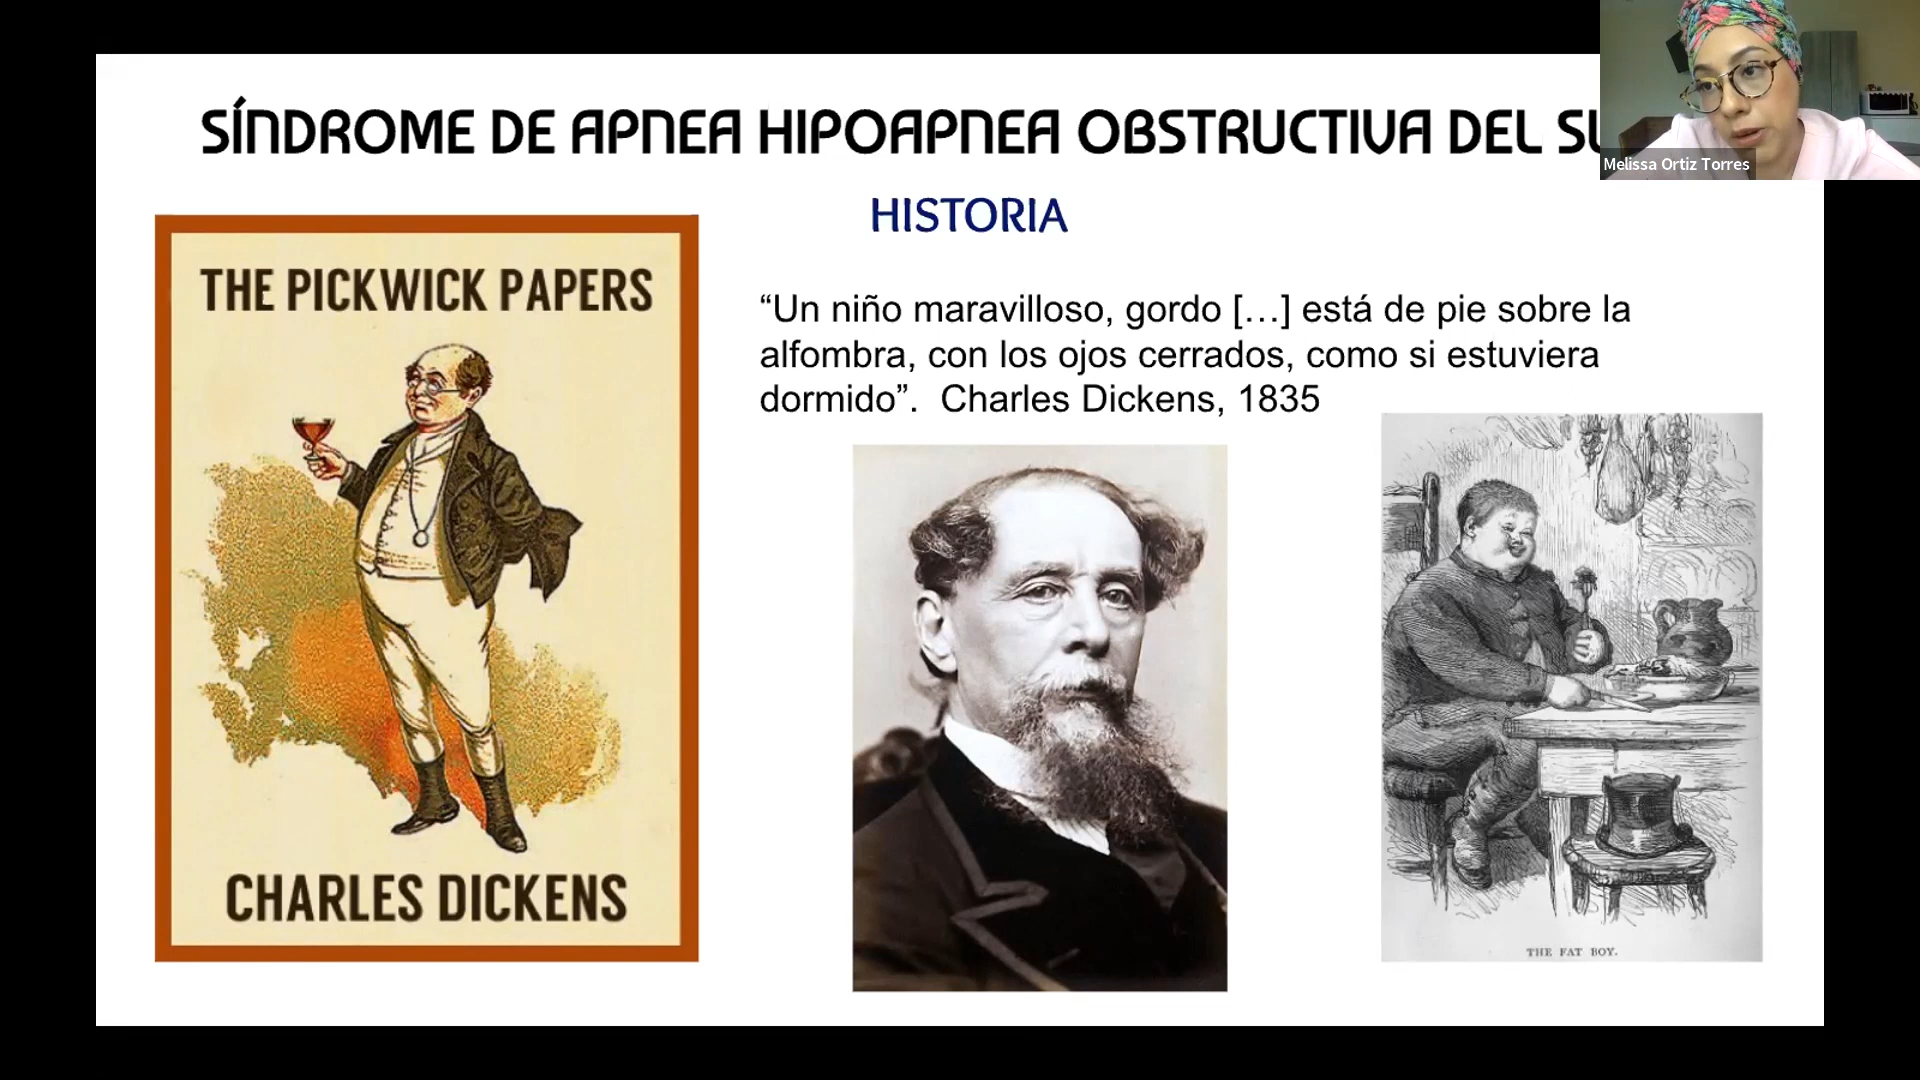 SÍNDROME DE APNEA HIPOAPNEA OBSTRUCTIVA DEL
Melissa Ortiz Torres
HISTORIA
THE PICKWICK PAPERS
“Un niño maravilloso, gordo […] está de pie sobre la
alfombra, con los ojos cerrados, como si estuviera
dormido”. Charles Dickens, 1835
CHARLES DICKENS
THE FAT BOY.